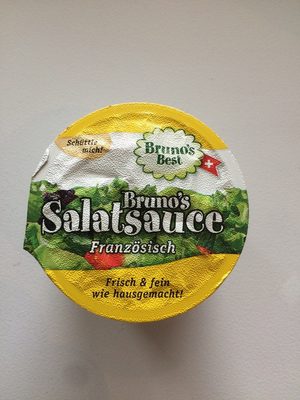 Schüttle
mich!
Bruno's
Best
Bruno's
Salatsauce
Französisch
Frisch & fein
wie hausgemacht!